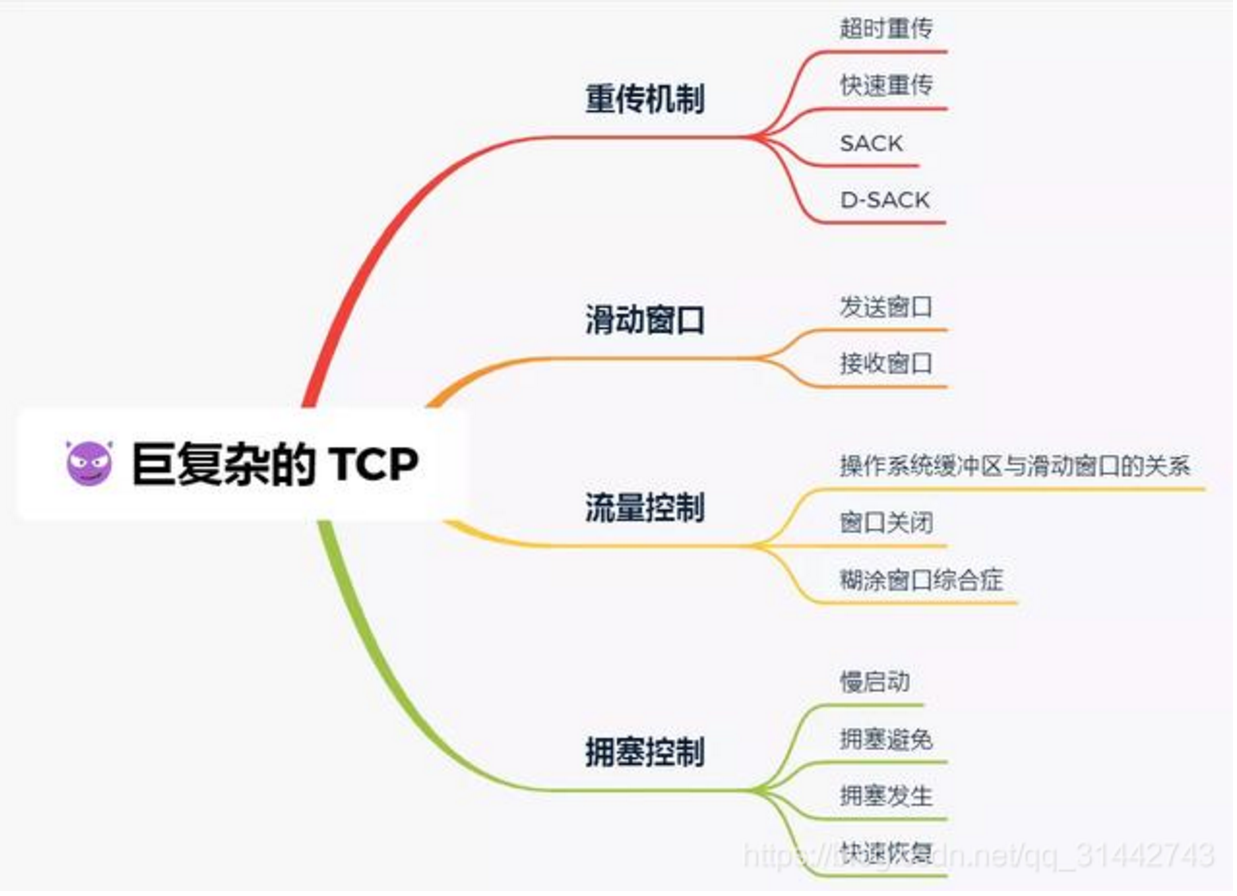 巨复杂的 TCP
重传机制
超时重传
快速重传
SACK
D-SACK
滑动窗口
发送窗口
接收窗口
流量控制
操作系统缓冲区与滑动窗口的关系
窗口关闭
糊涂窗口综合症
拥塞控制
慢启动
拥塞避免
拥塞发生
快速恢复
https://blog.csdn.net/qq_31442743